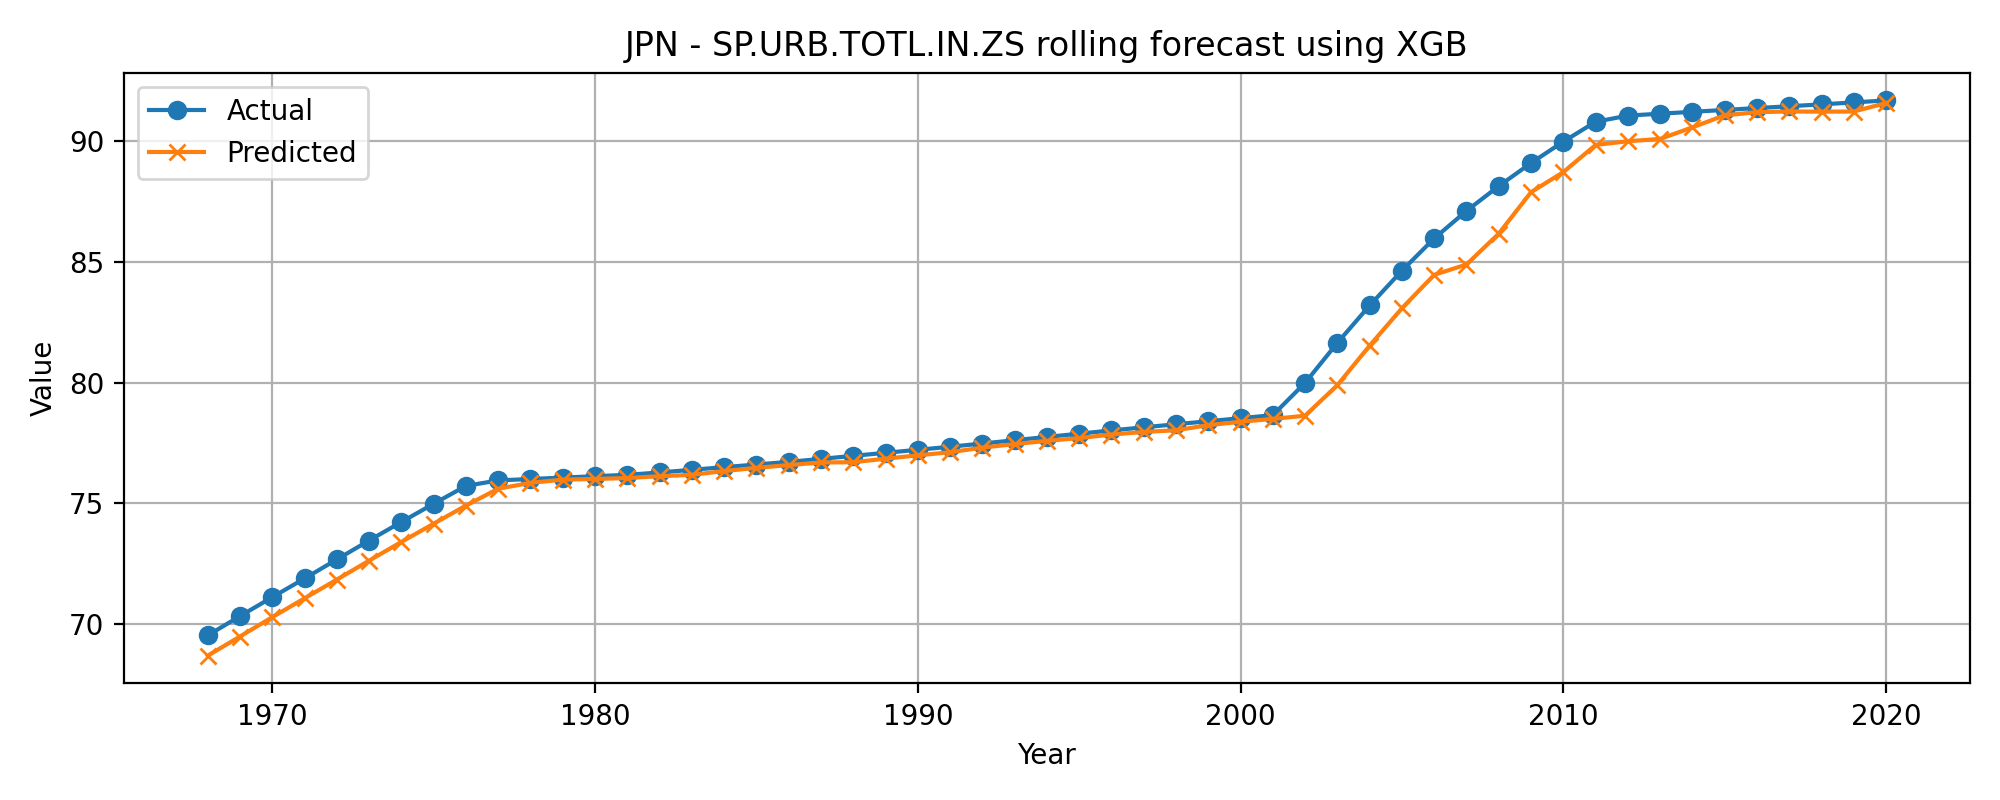 JPN - SP.URB.TOTL.IN.ZS rolling forecast using XGB
Actual
Predicted
90
85
80
75
70
Value
1970 1980 1990 2000 2010 2020
Year